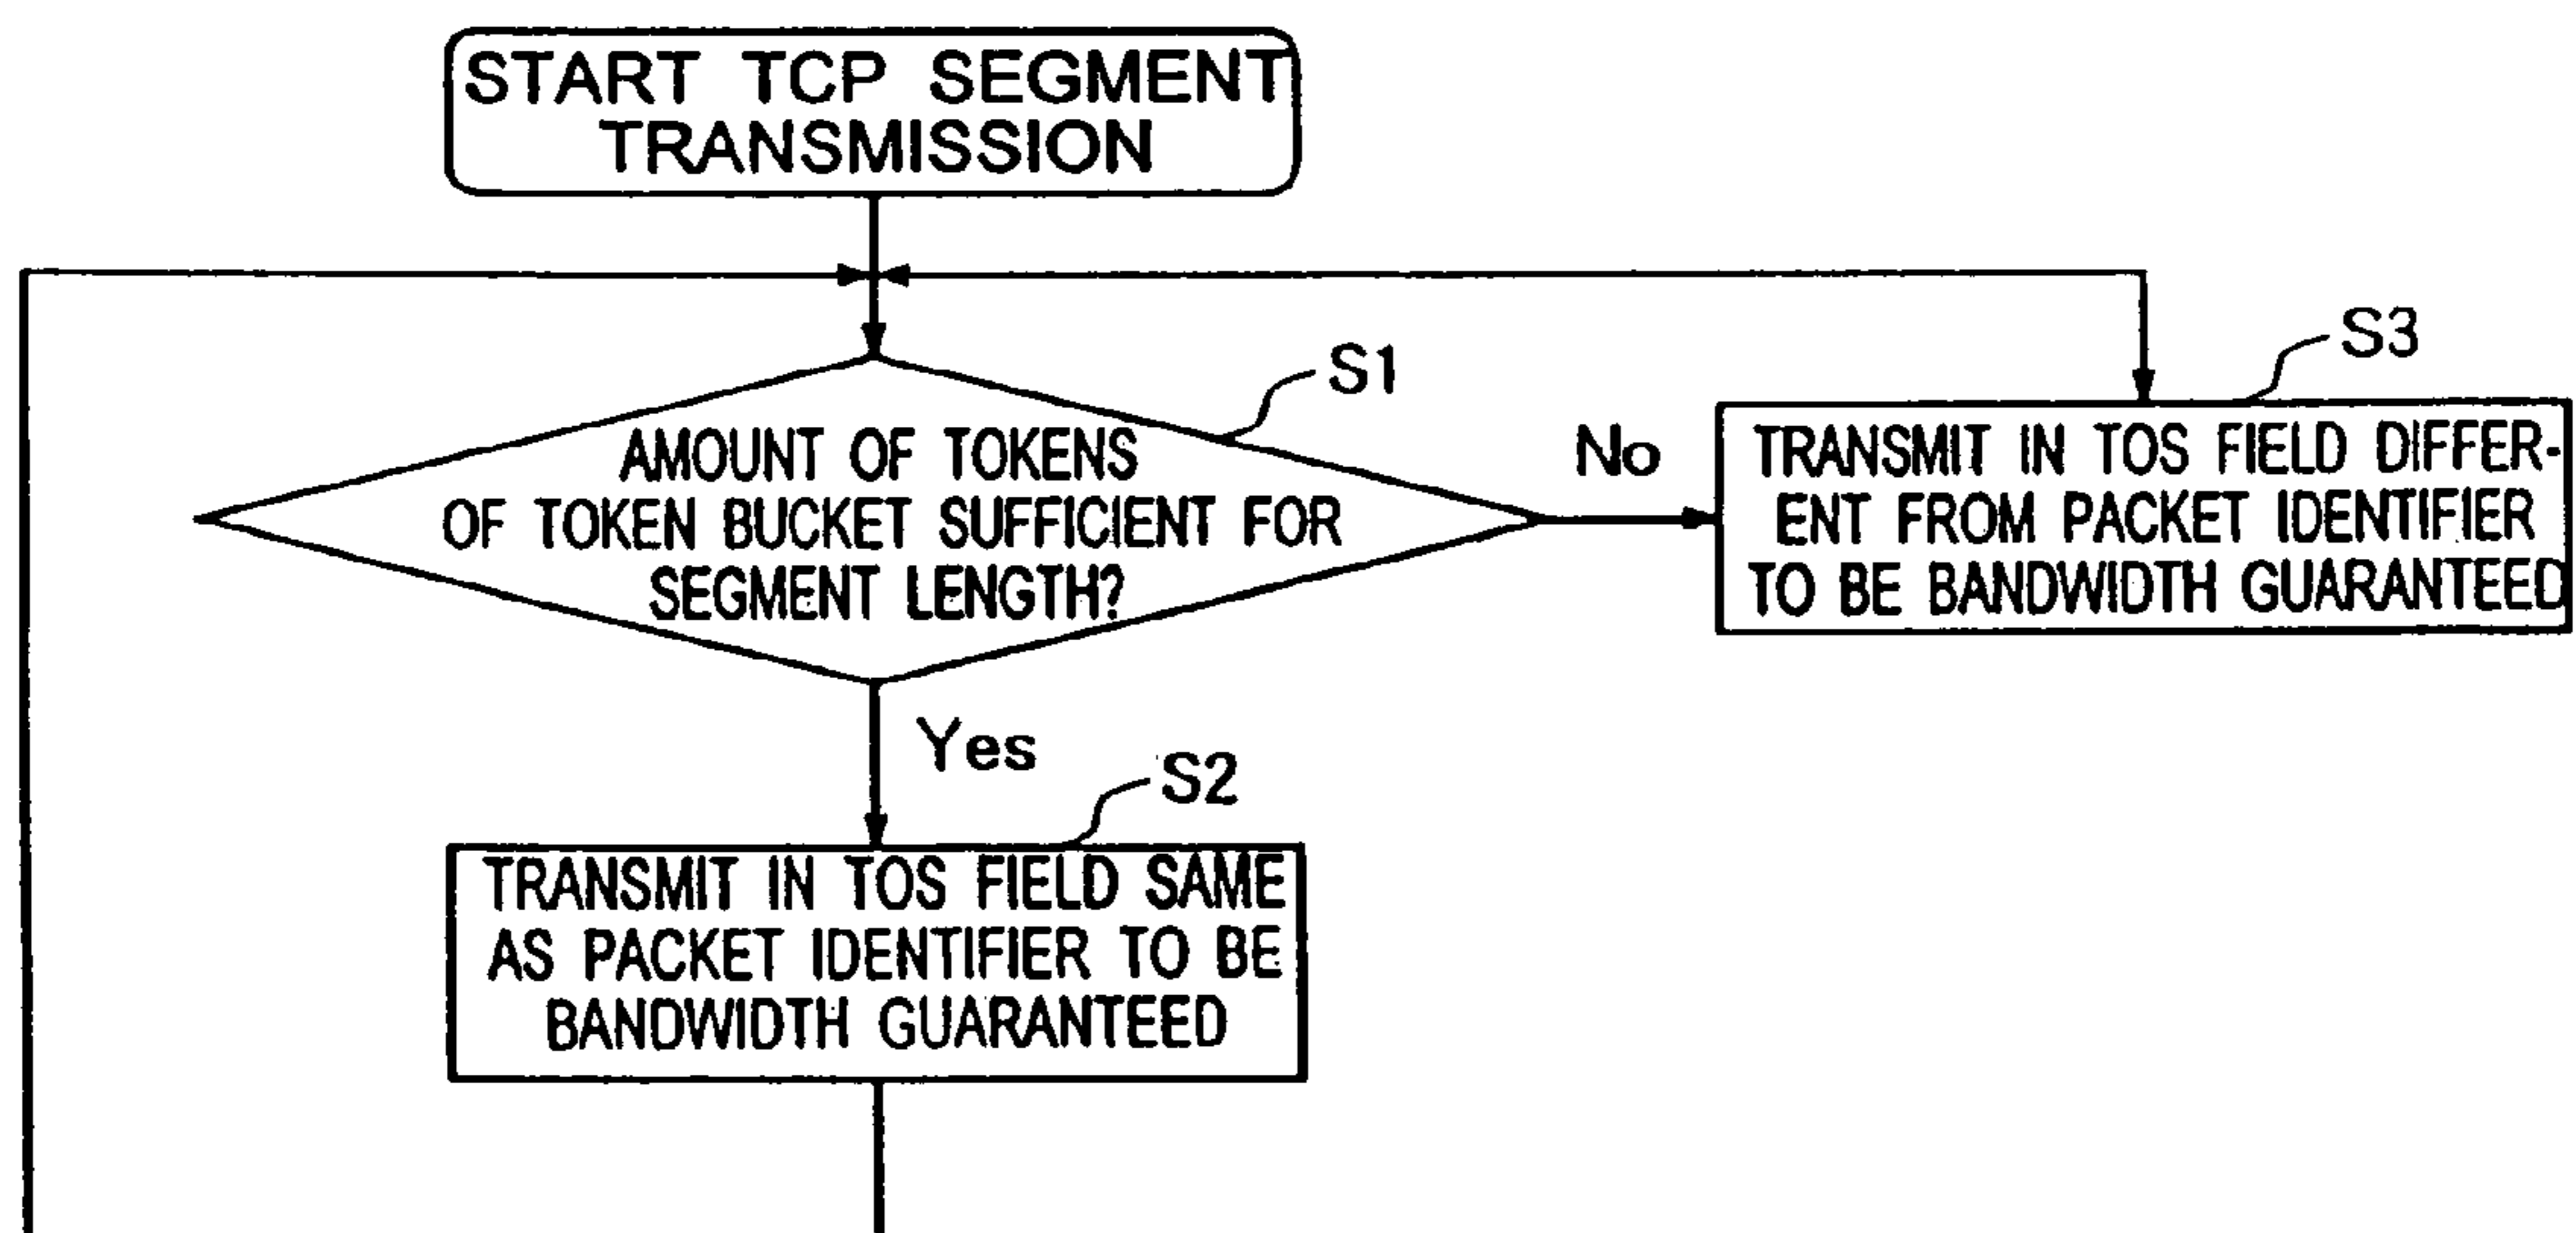 START TCP SEGMENT
TRANSMISSION
S1
AMOUNT OF TOKENS
OF TOKEN BUCKET SUFFICIENT FOR
SEGMENT LENGTH?
No
S3
TRANSMIT IN TOS FIELD DIFFER-
ENT FROM PACKET IDENTIFIER
TO BE BANDWIDTH GUARANTEED
Yes
S2
TRANSMIT IN TOS FIELD SAME
AS PACKET IDENTIFIER TO BE
BANDWIDTH GUARANTEED